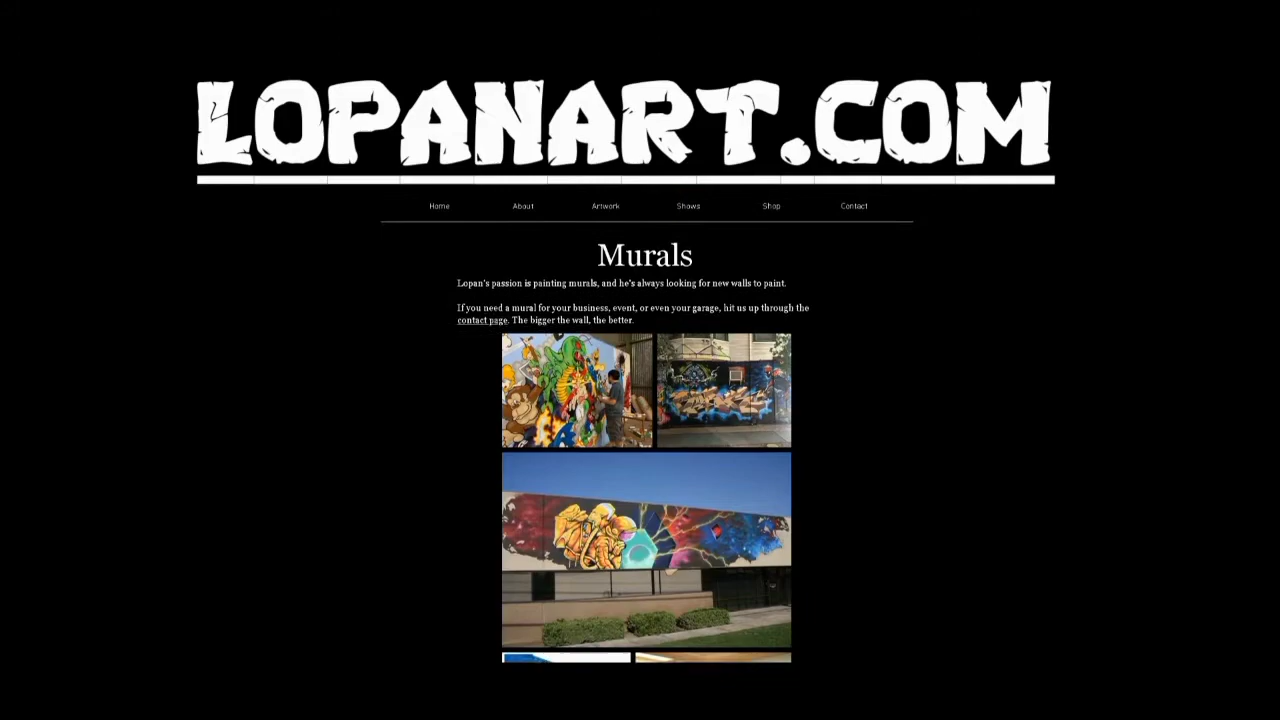 LOPANART.COM
Home About Artwork Shows Shop Contact
Murals
Lopan's passion is painting murals, and he's always looking for new walls to paint.
If you need a mural for your business, event, or even your garage, hit us up through the
contact page. The bigger the wall, the better.